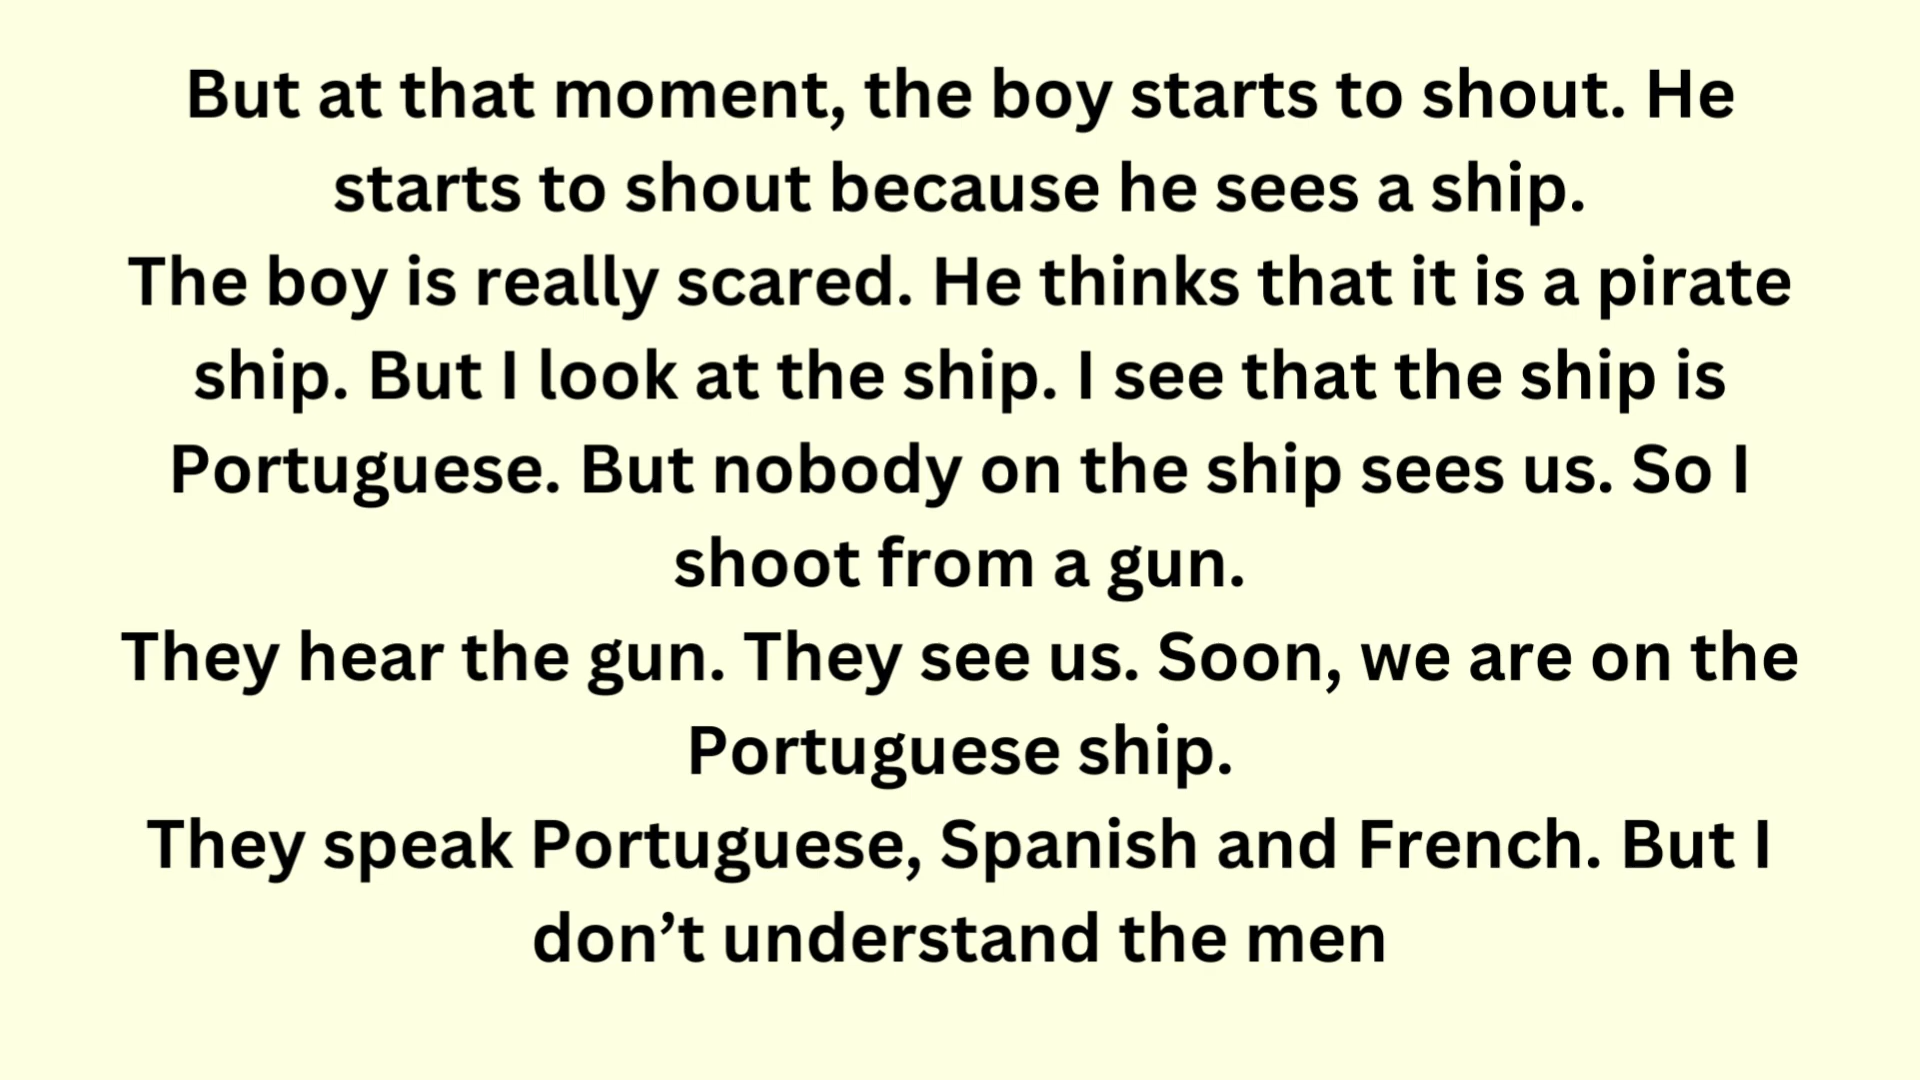 But at that moment, the boy starts to shout. He
starts to shout because he sees a ship.
The boy is really scared. He thinks that it is a pirate
ship. But I look at the ship. I see that the ship is
Portuguese. But nobody on the ship sees us. So I
shoot from a gun.
They hear the gun. They see us. Soon, we are on the
Portuguese ship.
They speak Portuguese, Spanish and French. But I
don’t understand the men